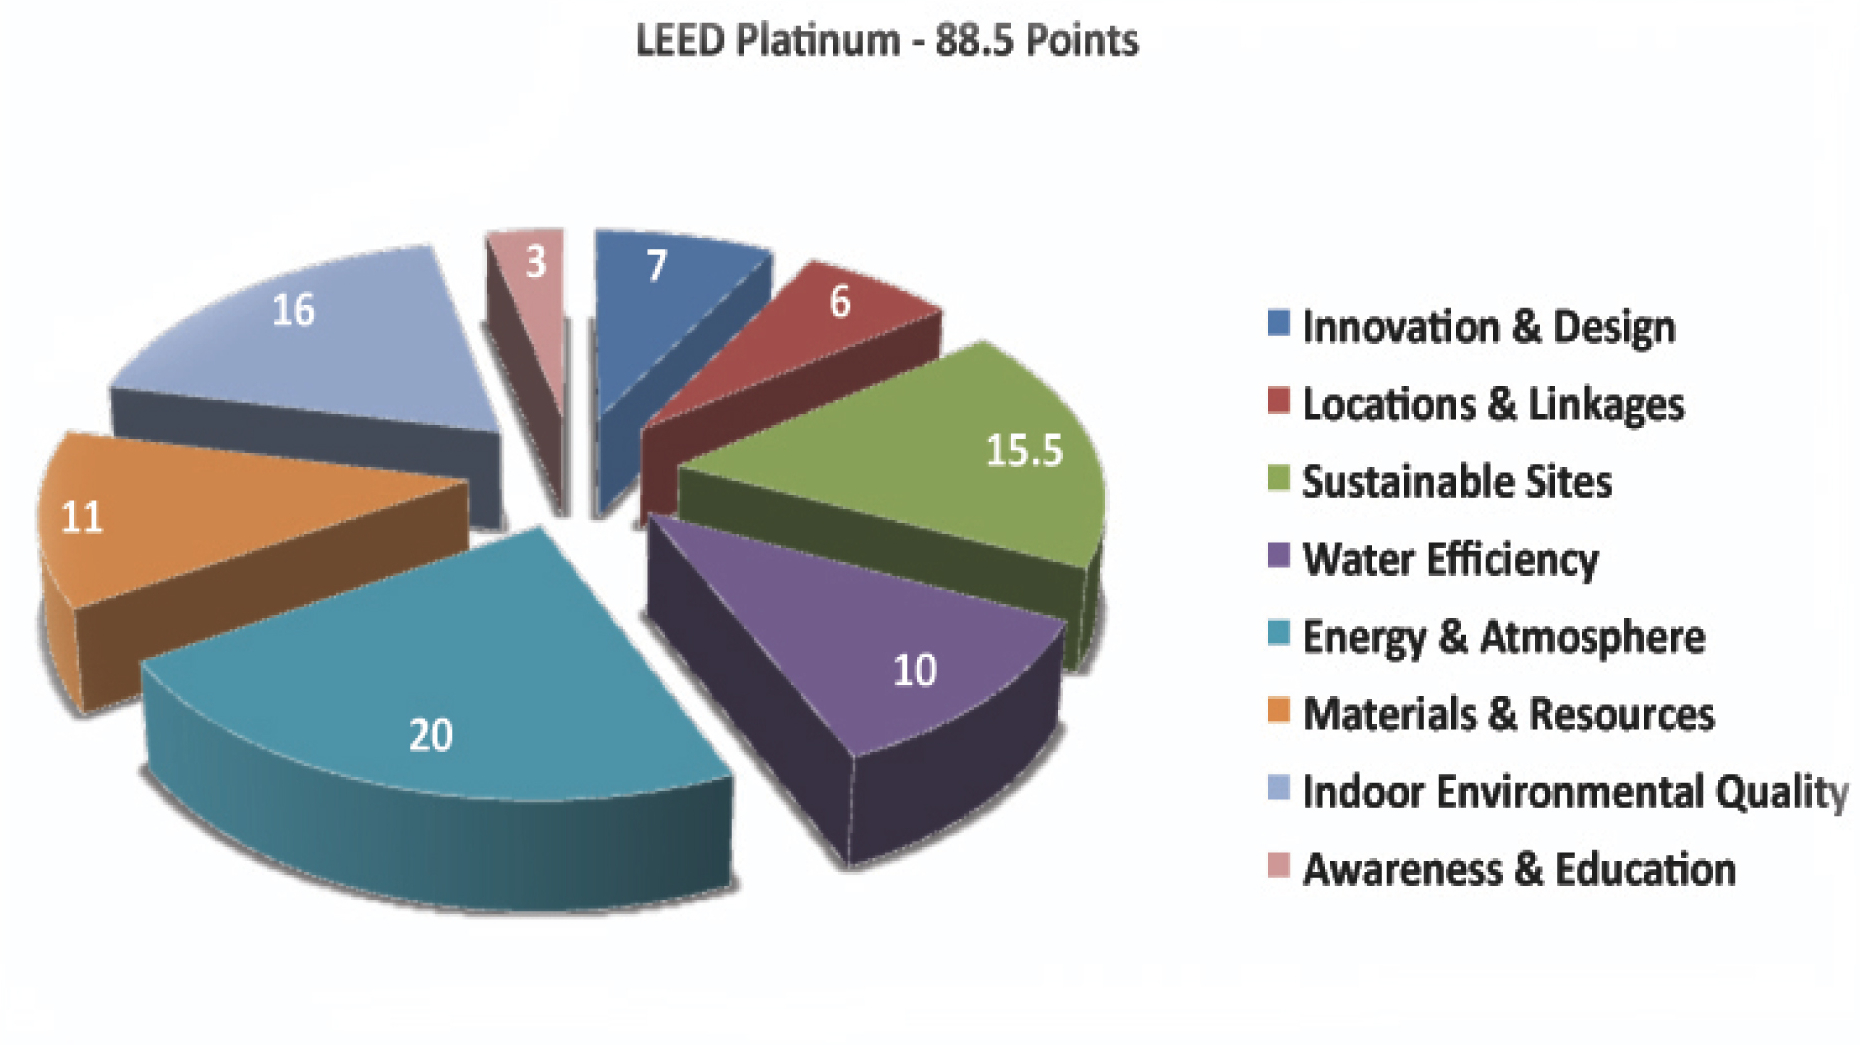 LEED Platinum - 88.5 Points
3
7
6
16
15.5
11
10
20
Innovation & Design
Locations & Linkages
Sustainable Sites
Water Efficiency
Energy & Atmosphere
Materials & Resources
Indoor Environmental Quality
Awareness & Education